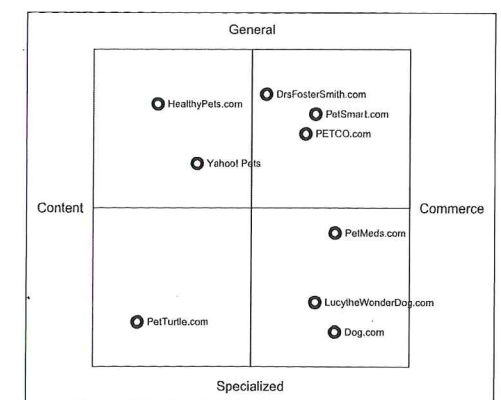 General
DrsFosterSmith.com
HealthyPets.com
PetSmart.com
PETCO.com
Yahoo! Pets
Content
Commerce
PetMeds.com
LucytheWonderDog.com
PetTurtle.com
Dog.com
Specialized